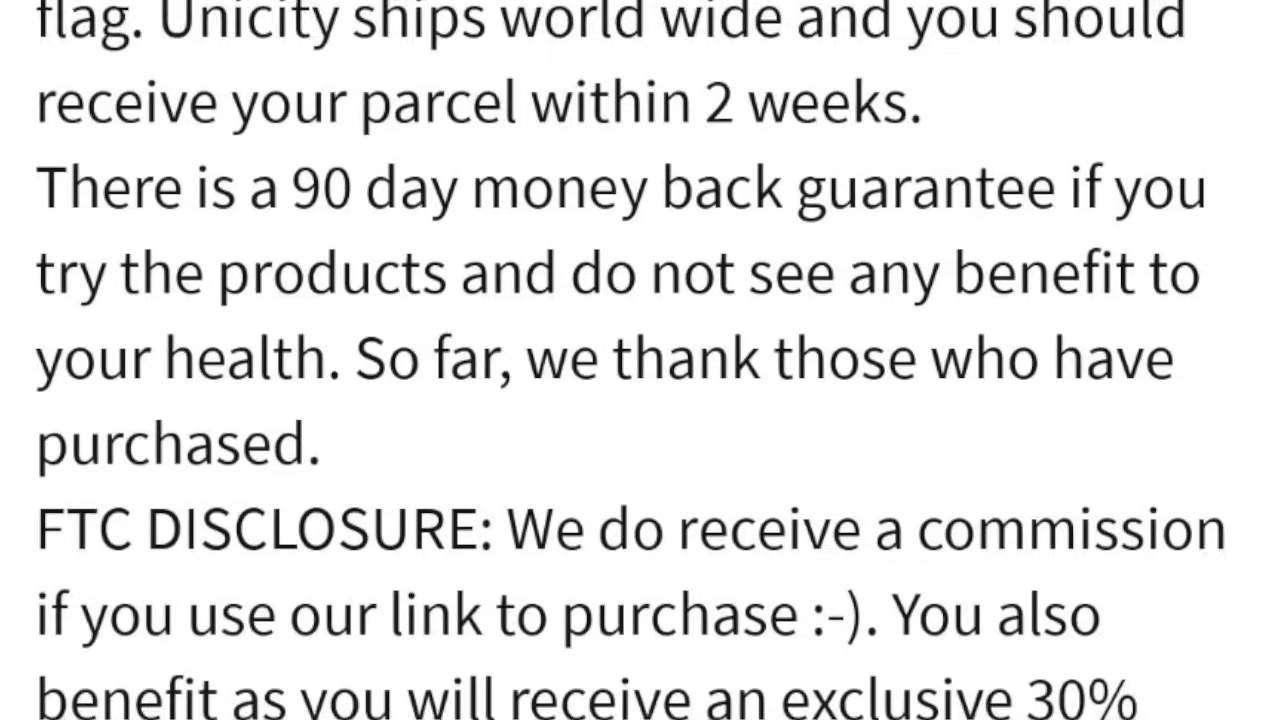 flag. Unicity ships world wide and you should
receive your parcel within 2 weeks.
There is a 90 day money back guarantee if you
try the products and do not see any benefit to
your health. So far, we thank those who have
purchased.
FTC DISCLOSURE: We do receive a commission
if you use our link to purchase :-). You also
benefit as you will receive an exclusive 30%